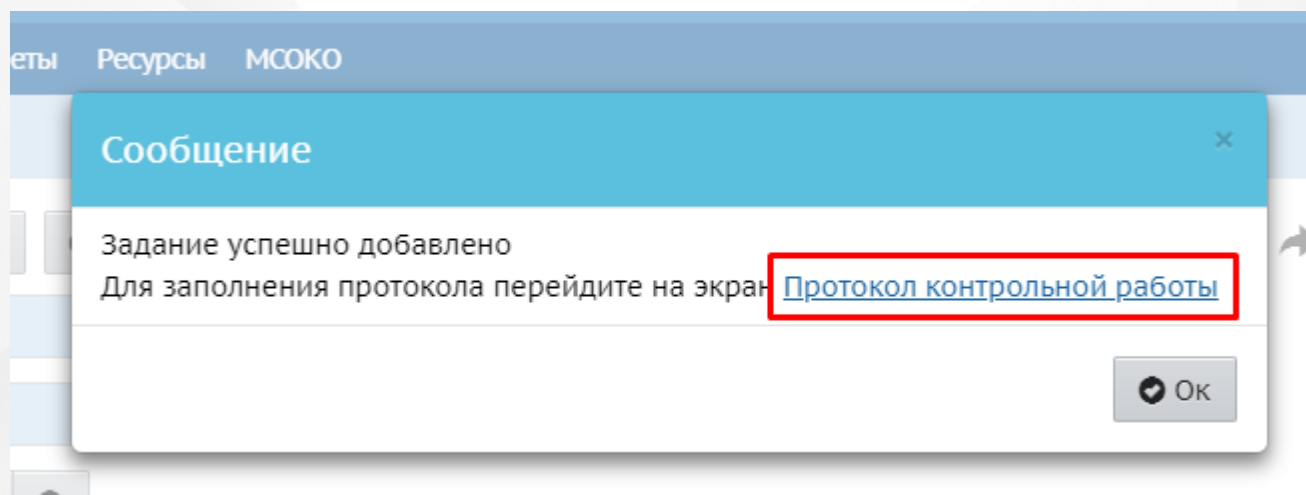 еты Ресурсы МСОКО
Сообщение
Задание успешно добавлено
Для заполнения протокола перейдите на экран Протокол контрольной работы
Ок